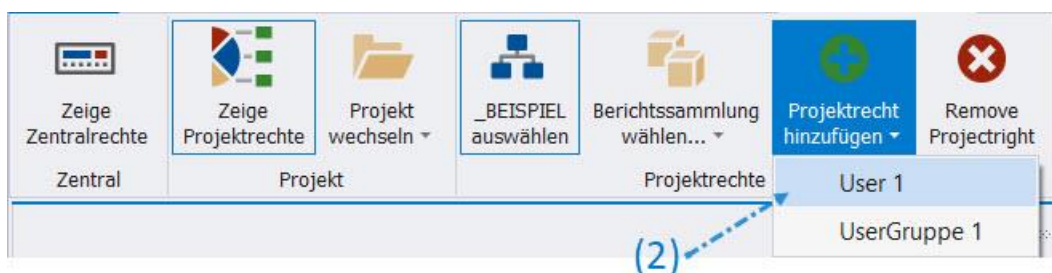 Zeige
Zentralrechte
Zeige
Projektrechte
Projekt
wechseln
_BEISPIEL
auswählen
Berichtssammlung
wählen...
Projektrecht
hinzufügen
Remove
Projectright
Zentral
Projekt
Projektrechte
User 1
UserGruppe 1
(2)